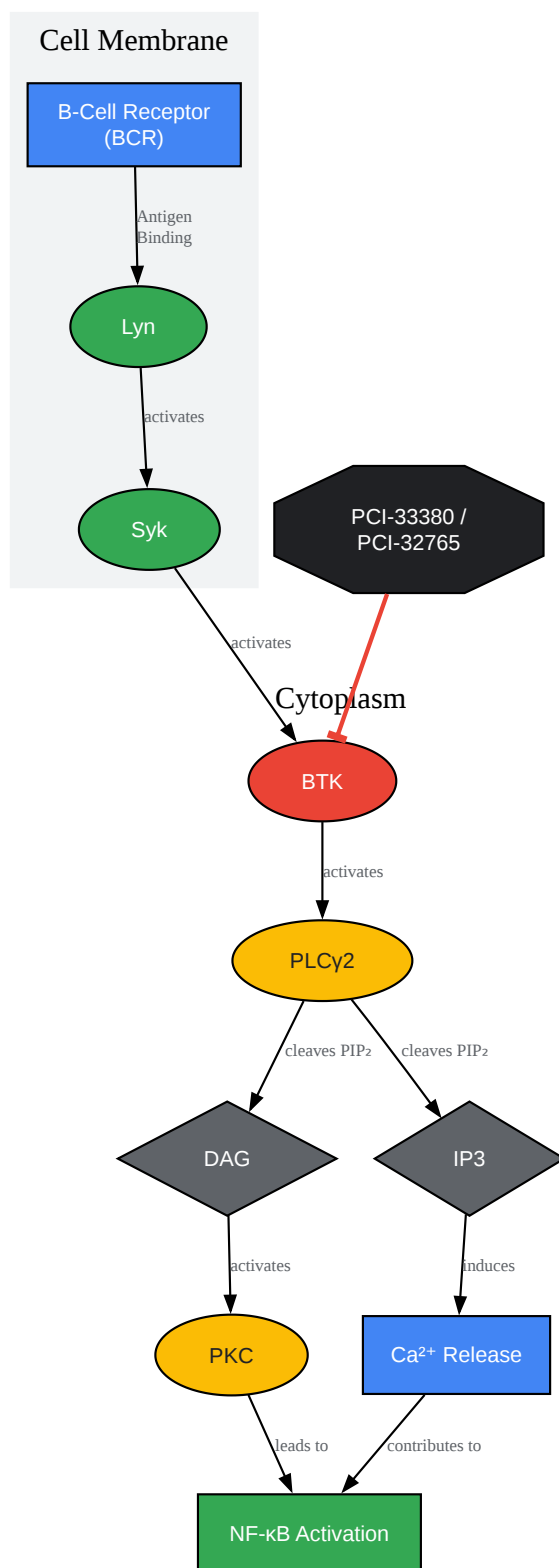 Cell Membrane
B-Cell Receptor
(BCR)
Antigen
Binding
Lyn
activates
Syk
PCI-33380 /
PCI-32765
activates
Cytoplasm
BTK
activates
PLCγ2
cleaves PIP₂
cleaves PIP₂
DAG
IP3
activates
induces
PKC
Ca²⁺ Release
leads to
contributes to
NF-κB Activation